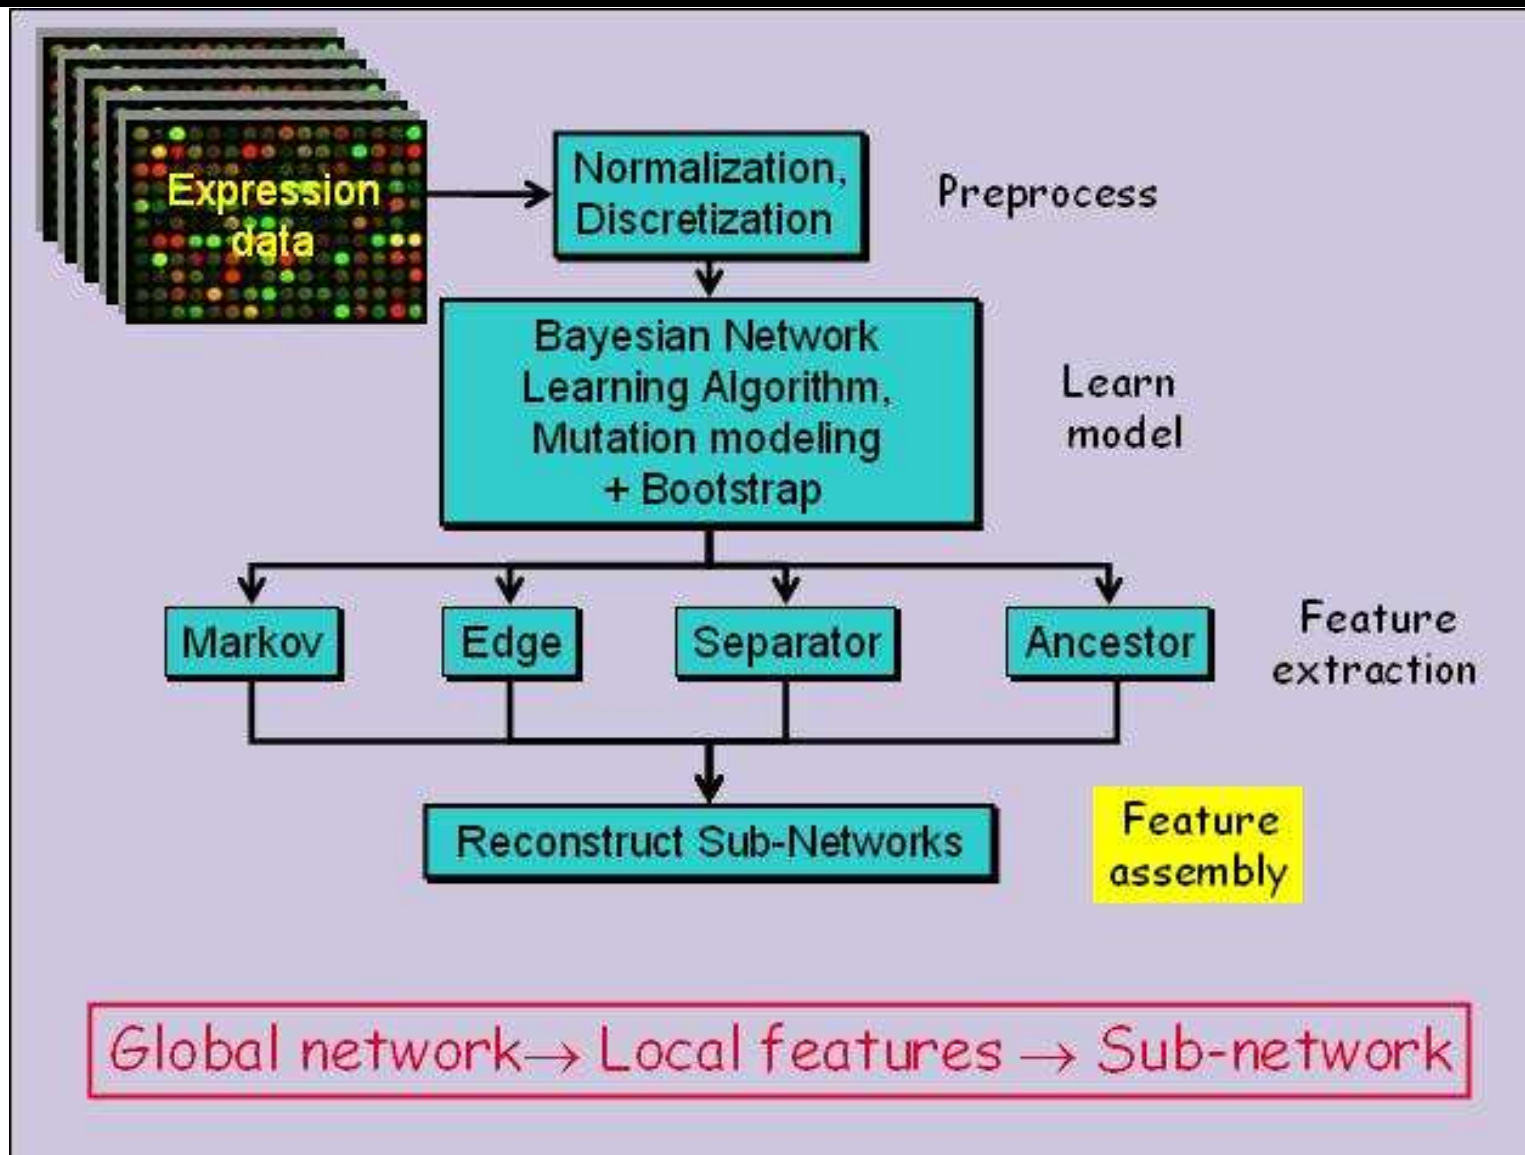 Expression
data
Normalization,
Discretization
Preprocess
Bayesian Network
Learning Algorithm,
Mutation modeling
+ Bootstrap
Learn
model
Markov
Edge
Separator
Ancestor
Feature
extraction
Reconstruct Sub-Networks
Feature
assembly
Global network→ Local features → Sub-network